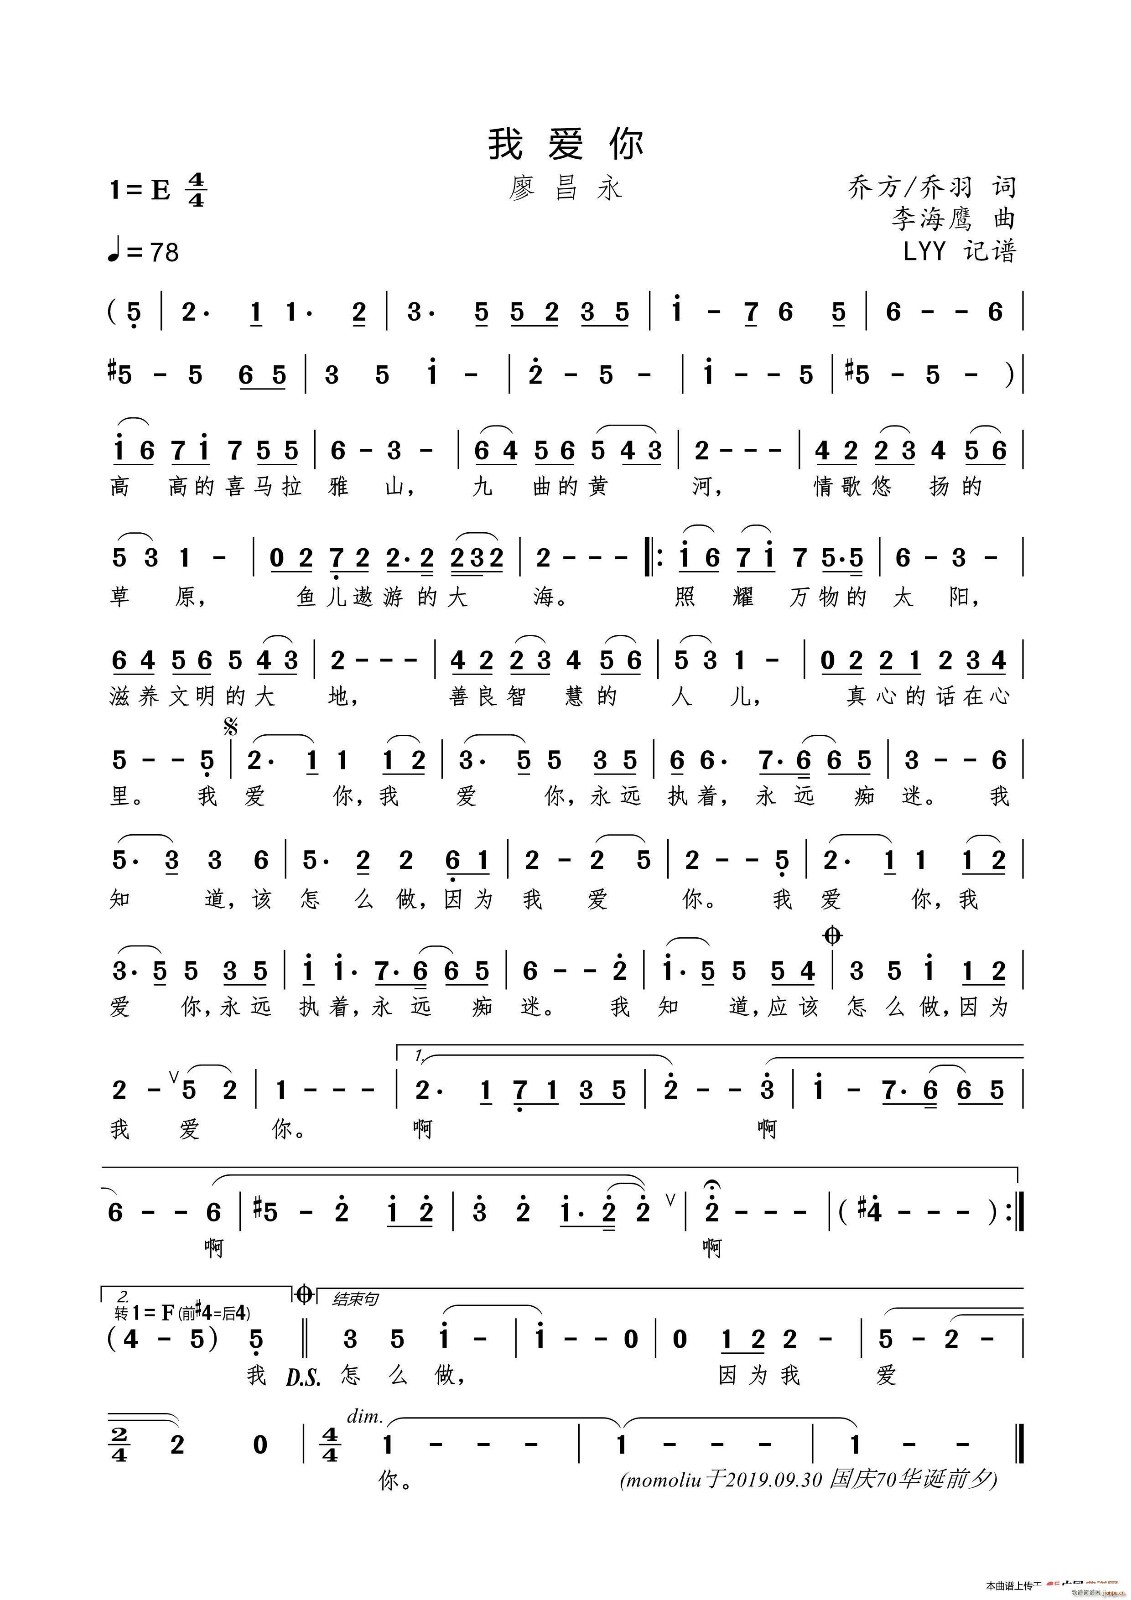 我 爱 你
1= E 4/4 廖 昌 永 乔方/乔羽 词
李海鹰 曲
♩= 78 LYY 记谱
( 5 | 2· 1 1· 2 | 3· 5 5 2 3 5 | i - 7 6 5 | 6 - - 6 |
#5 - 5 6 5 | 3 5 i - | 2 - 5 - | i - - 5 | #5 - 5 - ) |
i 6 7 i 7 5 5 | 6 - 3 - | 6 4 5 6 5 4 3 | 2 - - - | 4 2 2 3 4 5 6 |
高 高的喜马拉 雅 山， 九 曲的黄 河， 情歌悠 扬的
5 3 1 - | 0 2 7 2 2·2 2 3 2 | 2 - - - ‖: i 6 7 i 7 5·5 | 6 - 3 - |
草 原， 鱼儿遨游的大 海。 照 耀 万物的 太 阳，
6 4 5 6 5 4 3 | 2 - - - | 4 2 2 3 4 5 6 | 5 3 1 - | 0 2 2 1 2 3 4 |
滋养文明的大 地， 善良智 慧的 人 儿， 真心的话在心
5 - - 5 | 2· 1 1 1 2 | 3· 5 5 3 5 | 6 6· 7·6 6 5 | 3 - - 6 |
里。 我 爱 你，我 爱 你，永远 执着，永远 痴 迷。 我
5· 3 3 6 | 5· 2 2 6 1 | 2 - 2 5 | 2 - - 5 | 2· 1 1 1 2 |
知 道，该 怎 么 做，因为 我 爱 你。 我 爱 你，我
3·5 5 3 5 | i i·7·6 6 5 | 6 - - 2 | i·5 5 5 4 | 3 5 i 1 2 |
爱 你，永远 执着，永远 痴 迷。 我 知 道，应该 怎么做，因为
1.
2 - ∨5 2 | 1 - - - | 2· 1 7 1 3 5 | 2 - - 3 | i - 7·6 6 5 |
我 爱 你。 啊 啊
6 - - 6 | #5 - 2 i 2 | 3 2 i·2 2 ∨ | 2 - - - | ( #4 - - - ) :‖
啊 啊
2. 结束句
转 1= F (前#4=后4)
( 4 - 5 ) 5 ‖ 3 5 i - | i - - 0 | 0 1 2 2 - | 5 - 2 - |
我 D.S. 怎 么 做， 因为我 爱
dim.
2/4 2 0 | 4/4 1 - - - | 1 - - - | 1 - - ‖
你。 (momoliu于2019.09.30 国庆70华诞前夕)
本曲谱上传于